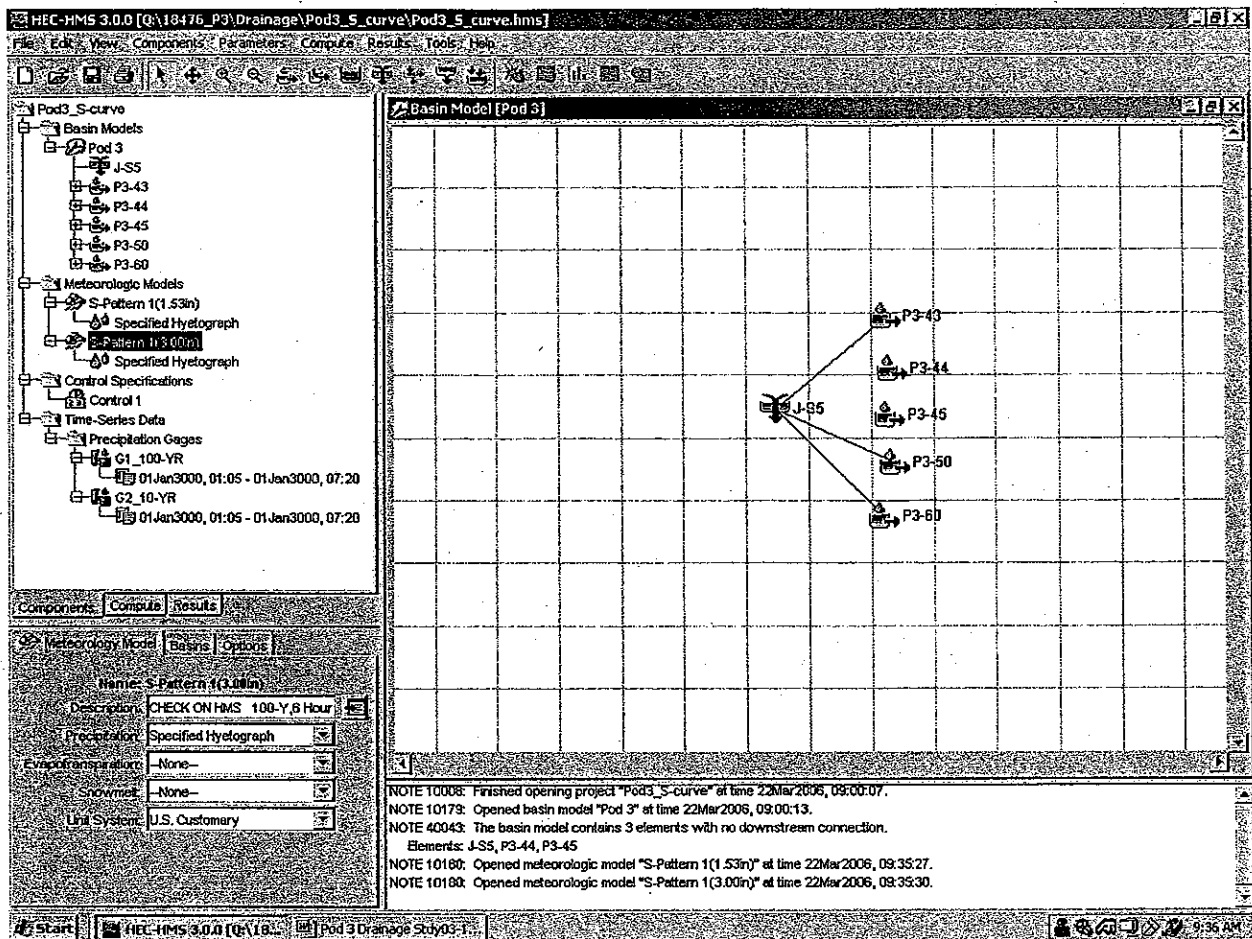 HEC-HMS 3.0.0 [Q:\18476_P3\Drainage\Pod3_S_curve\Pod3_S_curve.hms]
File Edit View Components Parameters Compute Results Tools Help
Pod3_S-curve
Basin Models
Pod 3
J-S5
P3-43
P3-44
P3-45
P3-50
P3-60
Meteorologic Models
S-Pattern 1(1.53in)
Specified Hyetograph
S-Pattern 1(3.00in)
Specified Hyetograph
Control Specifications
Control 1
Time-Series Data
Precipitation Gages
G1_100-YR
01Jan3000, 01:05 - 01Jan3000, 07:20
G2_10-YR
01Jan3000, 01:05 - 01Jan3000, 07:20
Components Compute Results
Meteorology Model Basins Options
Name: S-Pattern 1(3.00in)
Description: CHECK ON HMS 100-Y,6 Hour
Precipitation: Specified Hyetograph
Evapotranspiration: --None--
Snowmelt: --None--
Unit System: U.S. Customary
Basin Model [Pod 3]
P3-43
P3-44
J-S5
P3-45
P3-50
P3-60
NOTE 10008: Finished opening project "Pod3_S-curve" at time 22Mar2006, 09:00:07.
NOTE 10179: Opened basin model "Pod 3" at time 22Mar2006, 09:00:13.
NOTE 40043: The basin model contains 3 elements with no downstream connection.
Elements: J-S5, P3-44, P3-45
NOTE 10180: Opened meteorologic model "S-Pattern 1(1.53in)" at time 22Mar2006, 09:35:27.
NOTE 10180: Opened meteorologic model "S-Pattern 1(3.00in)" at time 22Mar2006, 09:35:30.
Start HEC-HMS 3.0.0 [Q:\18... Pod 3 Drainage Stdy03-1... 9:36 AM